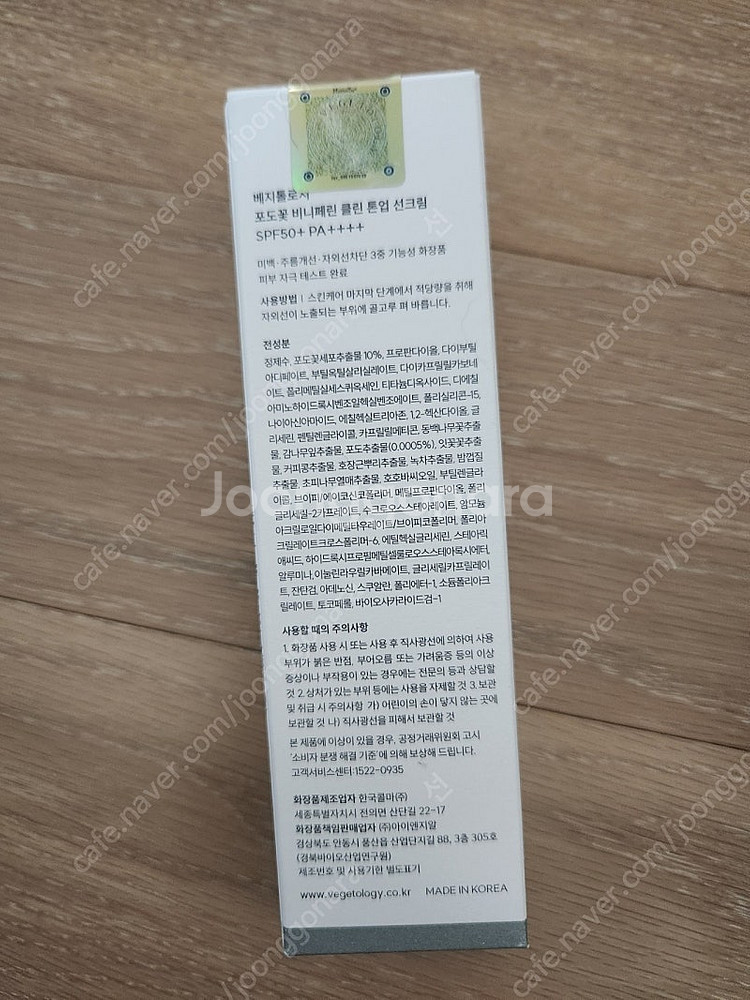 베지톨로지
포도꽃 비니페린 클린 톤업 선크림
SPF50+ PA++++
미백·주름개선·자외선차단 3중 기능성 화장품
피부 자극 테스트 완료
사용방법 | 스킨케어 마지막 단계에서 적당량을 취해
자외선이 노출되는 부위에 골고루 펴 바릅니다.
전성분
정제수, 포도꽃세포추출물 10%, 프로판다이올, 다이부틸
아디페이트, 부틸옥틸살리실레이트, 다이카프릴릴카보네
이트, 폴리메틸실세스퀴옥세인, 티타늄디옥사이드, 디에칠
아미노하이드록시벤조일헥실벤조에이트, 폴리실리콘-15,
나이아신아마이드, 에칠헥실트리아존, 1,2-헥산다이올, 글
리세린, 펜틸렌글라이콜, 카프릴릴메티콘, 동백나무꽃추출
물, 감나무잎추출물, 포도추출물(0.0005%), 잇꽃꽃추출
물, 커피콩추출물, 호장근뿌리추출물, 녹차추출물, 밤껍질
추출물, 초피나무열매추출물, 호호바씨오일, 부틸렌글라
이콜, 브이피/에이코신코폴리머, 메틸프로판다이올, 폴리
글리세릴-2카프레이트, 수크로오스스테아레이트, 암모늄
아크릴로일다이메틸타우레이트/브이피코폴리머, 폴리아
크릴레이트크로스폴리머-6, 에틸헥실글리세린, 스테아릭
애씨드, 하이드록시프로필메틸셀룰로오스스테아록시에터,
알루미나, 이눌린라우릴카바메이트, 글리세릴카프릴레이
트, 잔탄검, 아데노신, 스쿠알란, 폴리에터-1, 소듐폴리아크
릴레이트, 토코페롤, 바이오사카라이드검-1
사용할 때의 주의사항
1. 화장품 사용 시 또는 사용 후 직사광선에 의하여 사용
부위가 붉은 반점, 부어오름 또는 가려움증 등의 이상
증상이나 부작용이 있는 경우에는 전문의 등과 상담할
것 2. 상처가 있는 부위 등에는 사용을 자제할 것 3. 보관
및 취급 시 주의사항 가) 어린이의 손이 닿지 않는 곳에
보관할 것 나) 직사광선을 피해서 보관할 것
본 제품에 이상이 있을 경우, 공정거래위원회 고시
'소비자 분쟁 해결 기준'에 의해 보상해 드립니다.
고객서비스센터:1522-0935
화장품제조업자 한국콜마(주)
세종특별자치시 전의면 산단길 22-17
화장품책임판매업자 (주)아이엔지알
경상북도 안동시 풍산읍 산업단지길 88, 3층 305호
(경북바이오산업연구원)
제조번호 및 사용기한 별도표기
www.vegetology.co.kr MADE IN KOREA
Joonggonara
cafe.naver.com/joonggonara